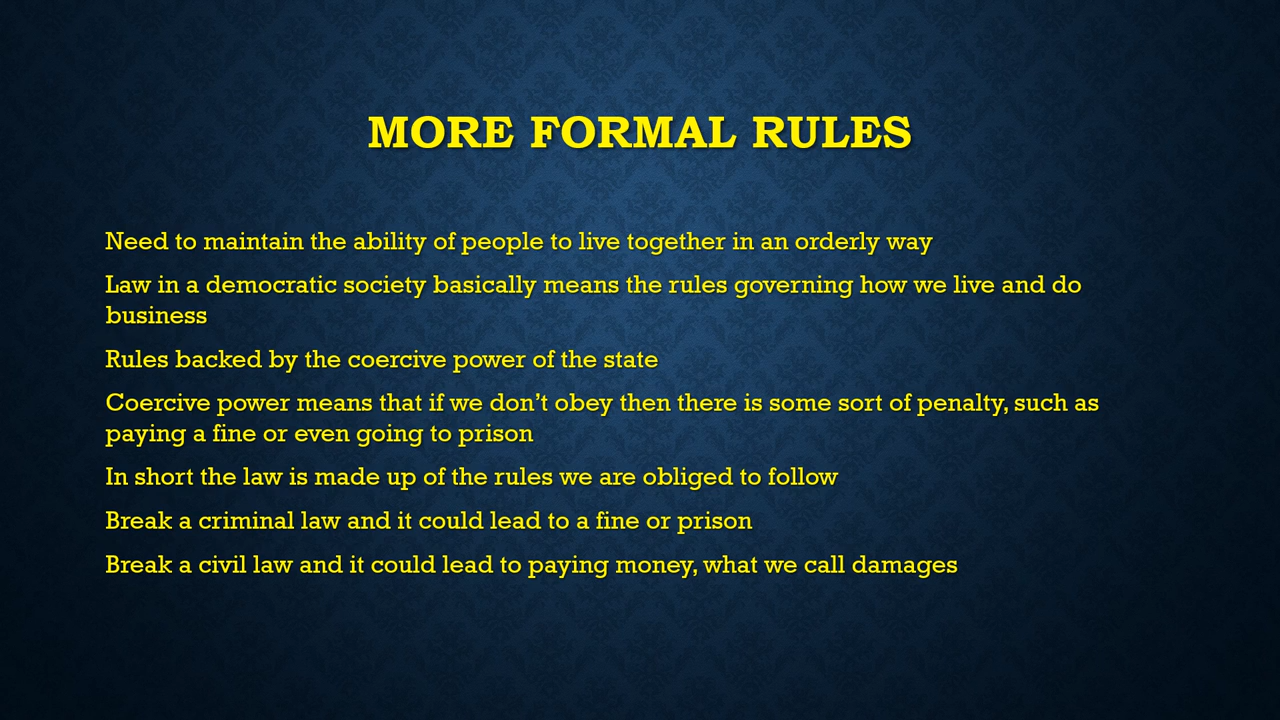 MORE FORMAL RULES
Need to maintain the ability of people to live together in an orderly way
Law in a democratic society basically means the rules governing how we live and do
business
Rules backed by the coercive power of the state
Coercive power means that if we don’t obey then there is some sort of penalty, such as
paying a fine or even going to prison
In short the law is made up of the rules we are obliged to follow
Break a criminal law and it could lead to a fine or prison
Break a civil law and it could lead to paying money, what we call damages